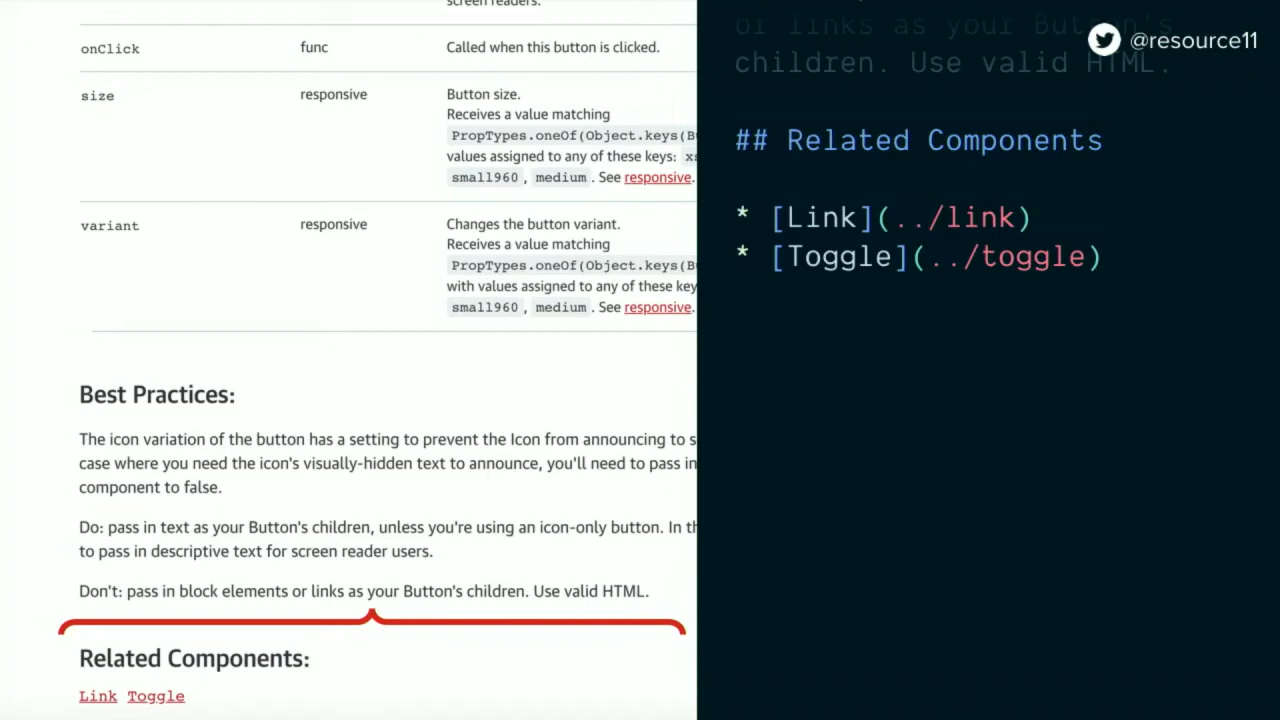 screen readers.
onClick func Called when this button is clicked.
size responsive Button size.
Receives a value matching
PropTypes.oneOf(Object.keys(B
values assigned to any of these keys:
small960, medium. See responsive.
variant responsive Changes the button variant.
Receives a value matching
PropTypes.oneOf(Object.keys(B
with values assigned to any of these key
small960, medium. See responsive.
Best Practices:
The icon variation of the button has a setting to prevent the Icon from announcing to s
case where you need the icon's visually-hidden text to announce, you'll need to pass in
component to false.
Do: pass in text as your Button's children, unless you're using an icon-only button. In th
to pass in descriptive text for screen reader users.
Don't: pass in block elements or links as your Button's children. Use valid HTML.
Related Components:
Link Toggle
or links as your Button's
children. Use valid HTML.
## Related Components
* [Link](../link)
* [Toggle](../toggle)
@resource11